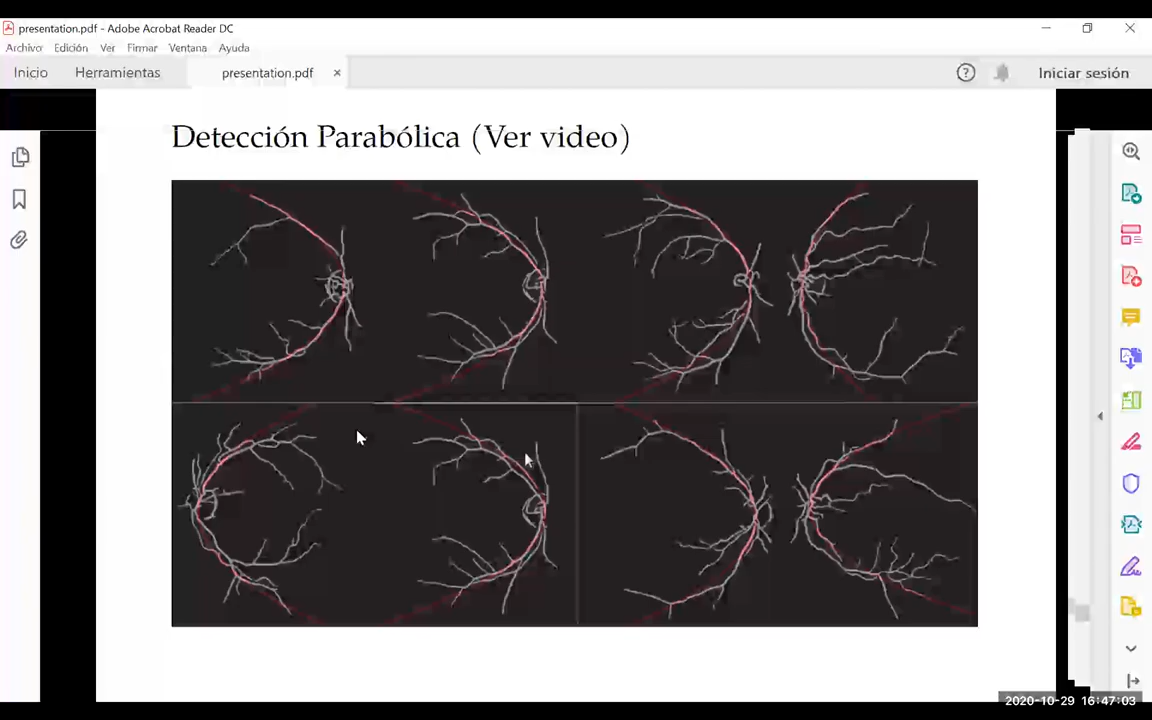 presentation.pdf - Adobe Acrobat Reader DC
Archivo Edición Ver Firmar Ventana Ayuda
Inicio Herramientas presentation.pdf × Iniciar sesión
Detección Parabólica (Ver video)
2020-10-29 16:47:03